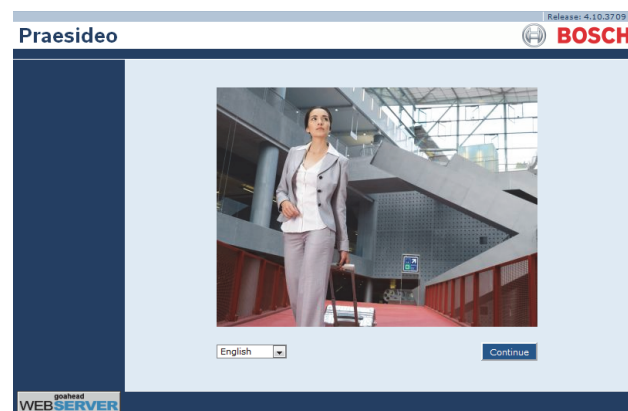 Release: 4.10.3709
Praesideo
BOSCH
English
Continue
goahead
WEBSERVER